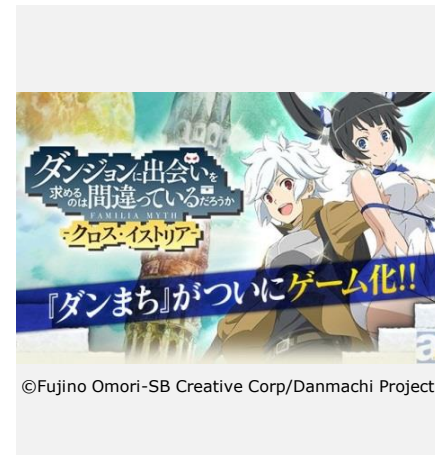 ダンジョンに出会いを
求めるのは間違っているだろうか
FAMILIA MYTH
-クロス・イストリア-
『ダンまち』がついにゲーム化!!
a
©Fujino Omori-SB Creative Corp/Danmachi Project